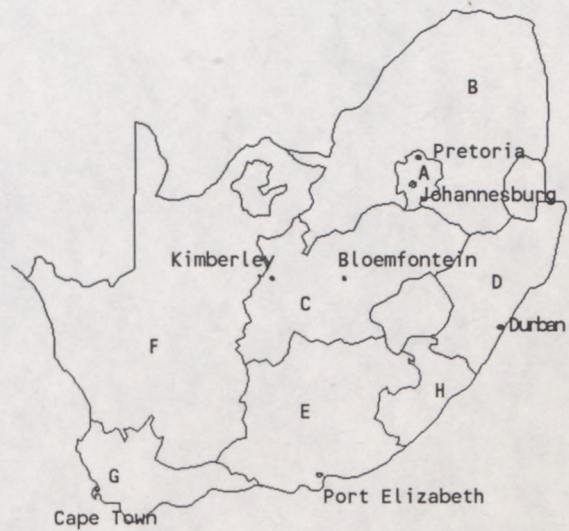 B
Pretoria
A
Johannesburg
Kimberley
Bloemfontein
D
C
Durban
F
E
H
G
Port Elizabeth
Cape Town